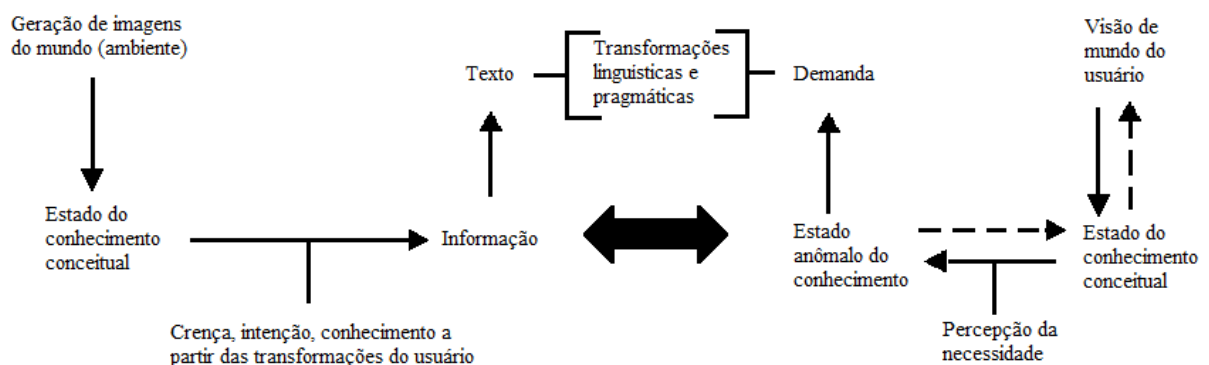 Geração de imagens
do mundo (ambiente)
Texto
Transformações
linguisticas e
pragmáticas
Demanda
Visão de
mundo do
usuário
Estado do
conhecimento
conceitual
Informação
Estado
anômalo do
conhecimento
Estado do
conhecimento
conceitual
Crença, intenção, conhecimento a
partir das transformações do usuário
Percepção da
necessidade